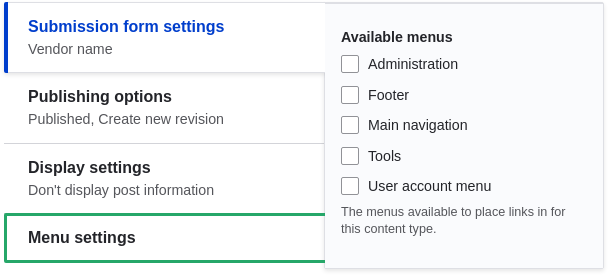 Submission form settings
Vendor name
Publishing options
Published, Create new revision
Display settings
Don't display post information
Menu settings
Available menus
Administration
Footer
Main navigation
Tools
User account menu
The menus available to place links in for
this content type.